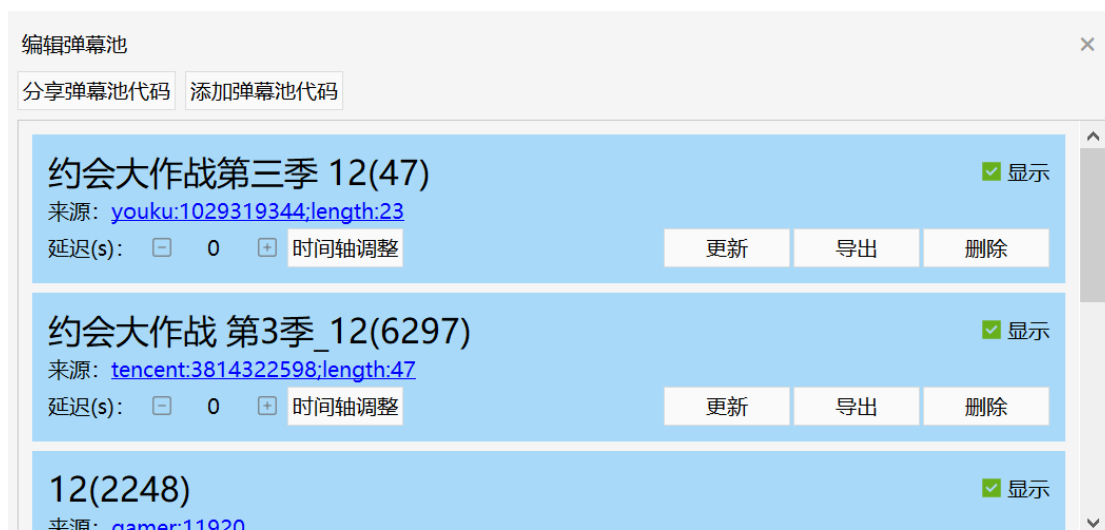 编辑弹幕池
分享弹幕池代码 添加弹幕池代码
约会大作战第三季 12(47) 显示
来源：youku:1029319344;length:23
延迟(s)： 0 时间轴调整 更新 导出 删除
约会大作战 第3季_12(6297) 显示
来源：tencent:3814322598;length:47
延迟(s)： 0 时间轴调整 更新 导出 删除
12(2248) 显示
来源：gamer:11920